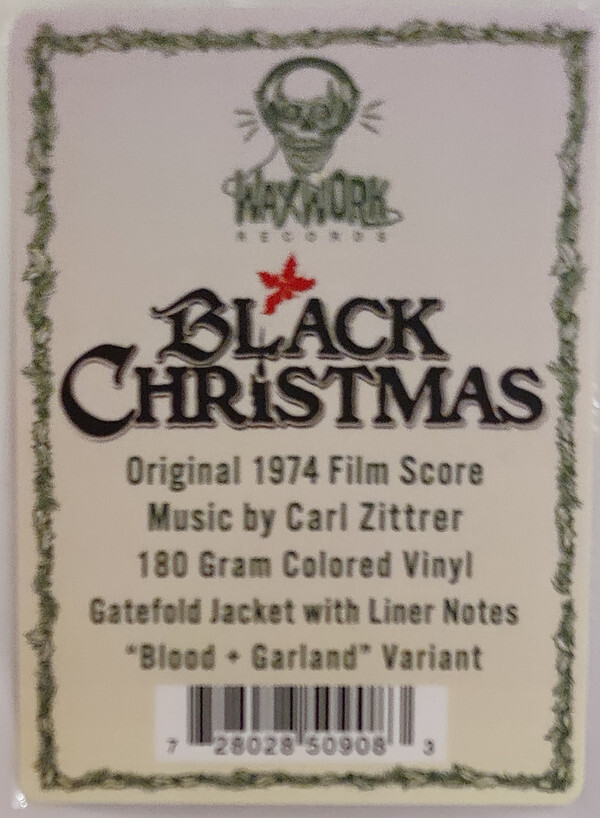 WAXWORK
RECORDS
BLACK
CHRiSTMAS
Original 1974 Film Score
Music by Carl Zittrer
180 Gram Colored Vinyl
Gatefold Jacket with Liner Notes
"Blood + Garland" Variant
7 28028 50908 3